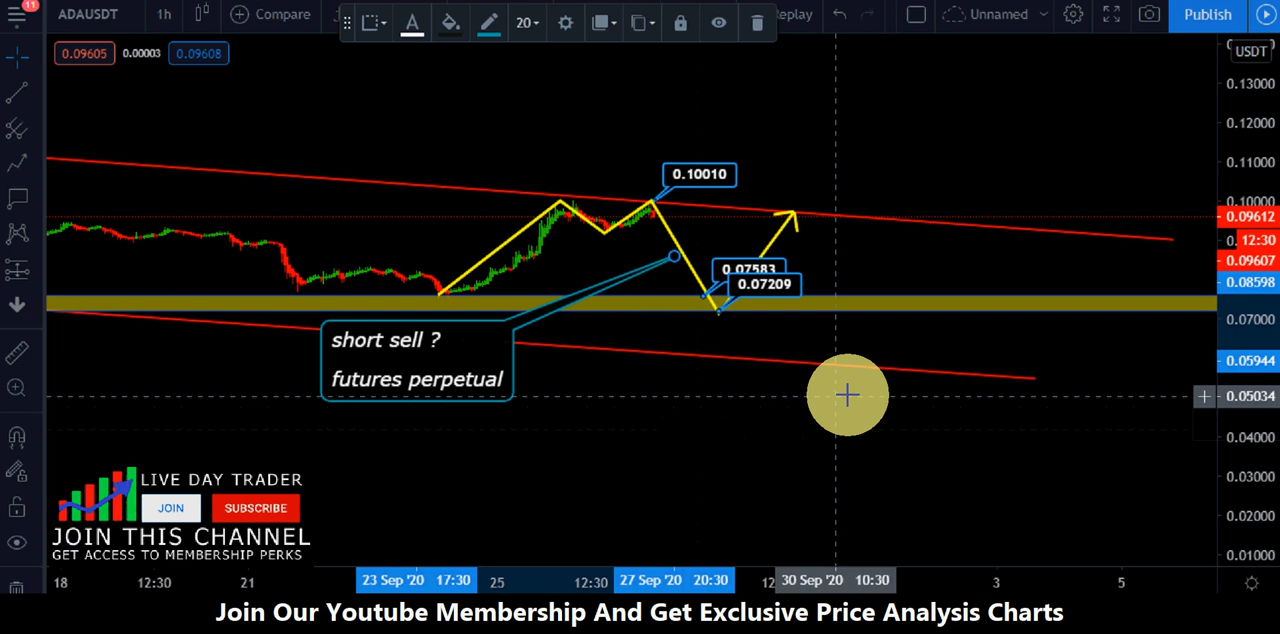 11
ADAUSDT
1h
Compare
20
Replay
Unnamed
Publish
0.09605
0.00003
0.09608
USDT
0.13000
0.12000
0.11000
0.10000
0.09612
12:30
0.09607
0.08598
0.07000
0.05944
0.05034
0.04000
0.03000
0.02000
0.01000
0.10010
0.07583
0.07209
short sell ?
futures perpetual
LIVE DAY TRADER
JOIN
SUBSCRIBE
JOIN THIS CHANNEL
GET ACCESS TO MEMBERSHIP PERKS
18
12:30
21
23 Sep '20 17:30
25
12:30
27 Sep '20 20:30
12
30 Sep '20 10:30
3
5
Join Our Youtube Membership And Get Exclusive Price Analysis Charts